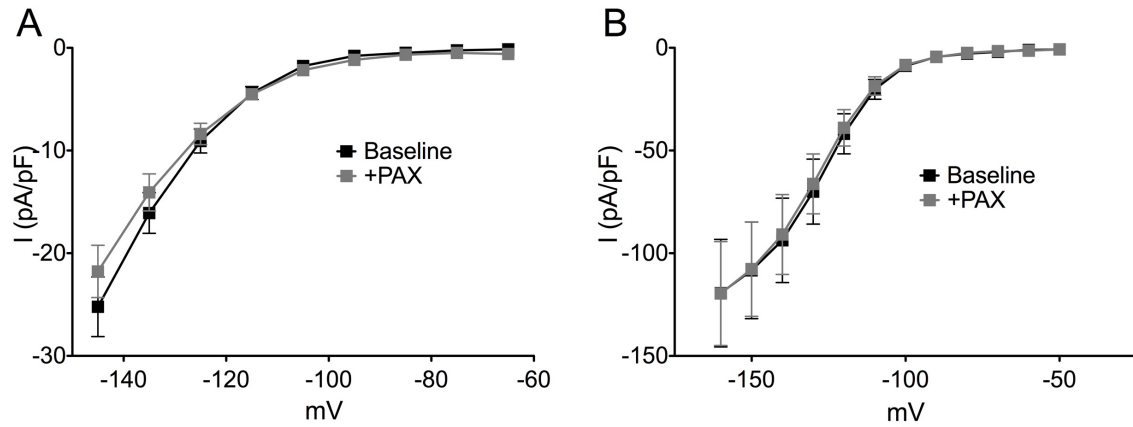 A
0
-10
-20
-30
I (pA/pF)
-140 -120 -100 -80 -60
mV
Baseline
+PAX
B
0
-50
-100
-150
I (pA/pF)
-150 -100 -50
mV
Baseline
+PAX